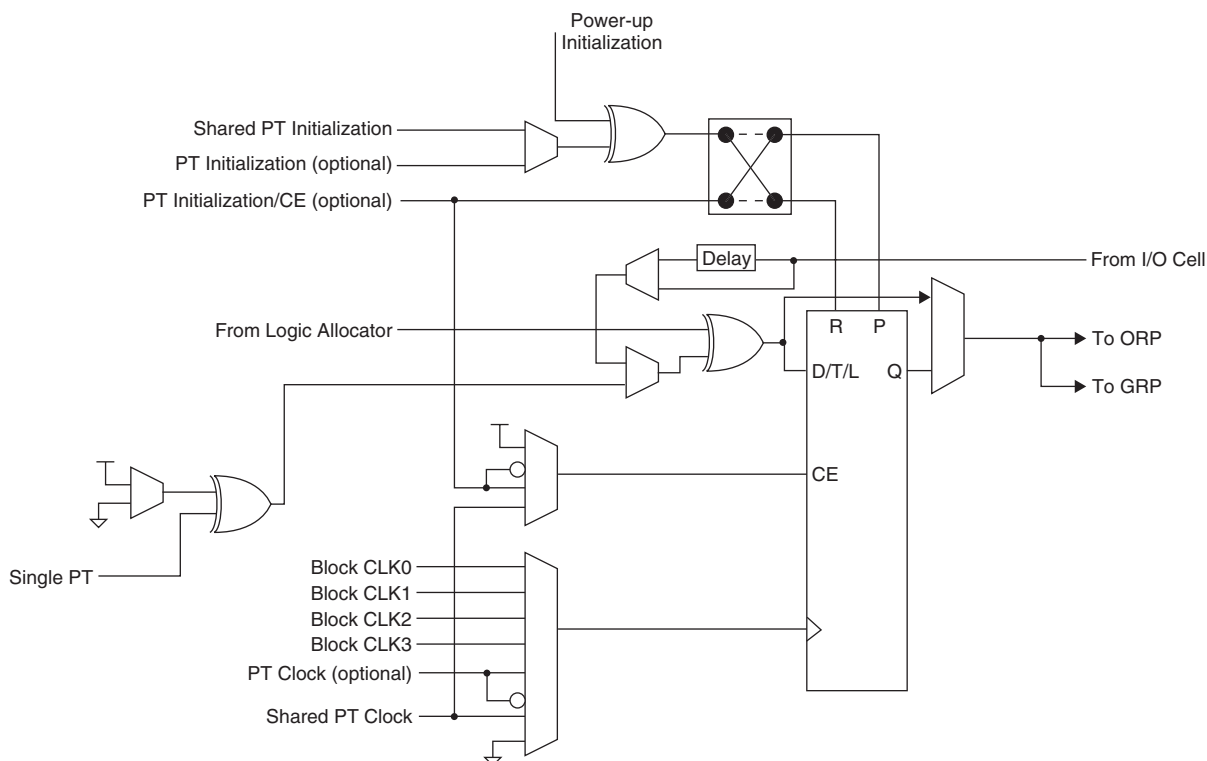 Power-up
Initialization
Shared PT Initialization
PT Initialization (optional)
PT Initialization/CE (optional)
Delay
From I/O Cell
From Logic Allocator
R
P
To ORP
D/T/L
Q
To GRP
CE
Single PT
Block CLK0
Block CLK1
Block CLK2
Block CLK3
PT Clock (optional)
Shared PT Clock